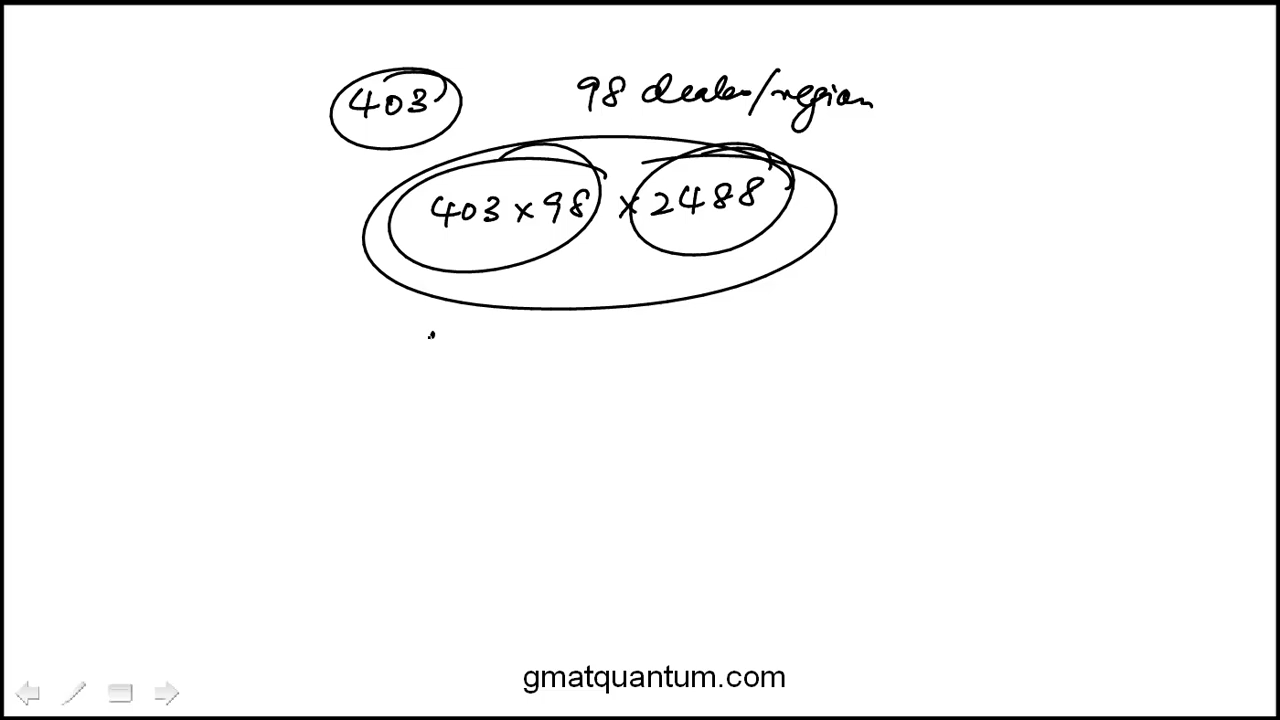 403 98 dealer/region
403 × 98 × 2488
gmatquantum.com